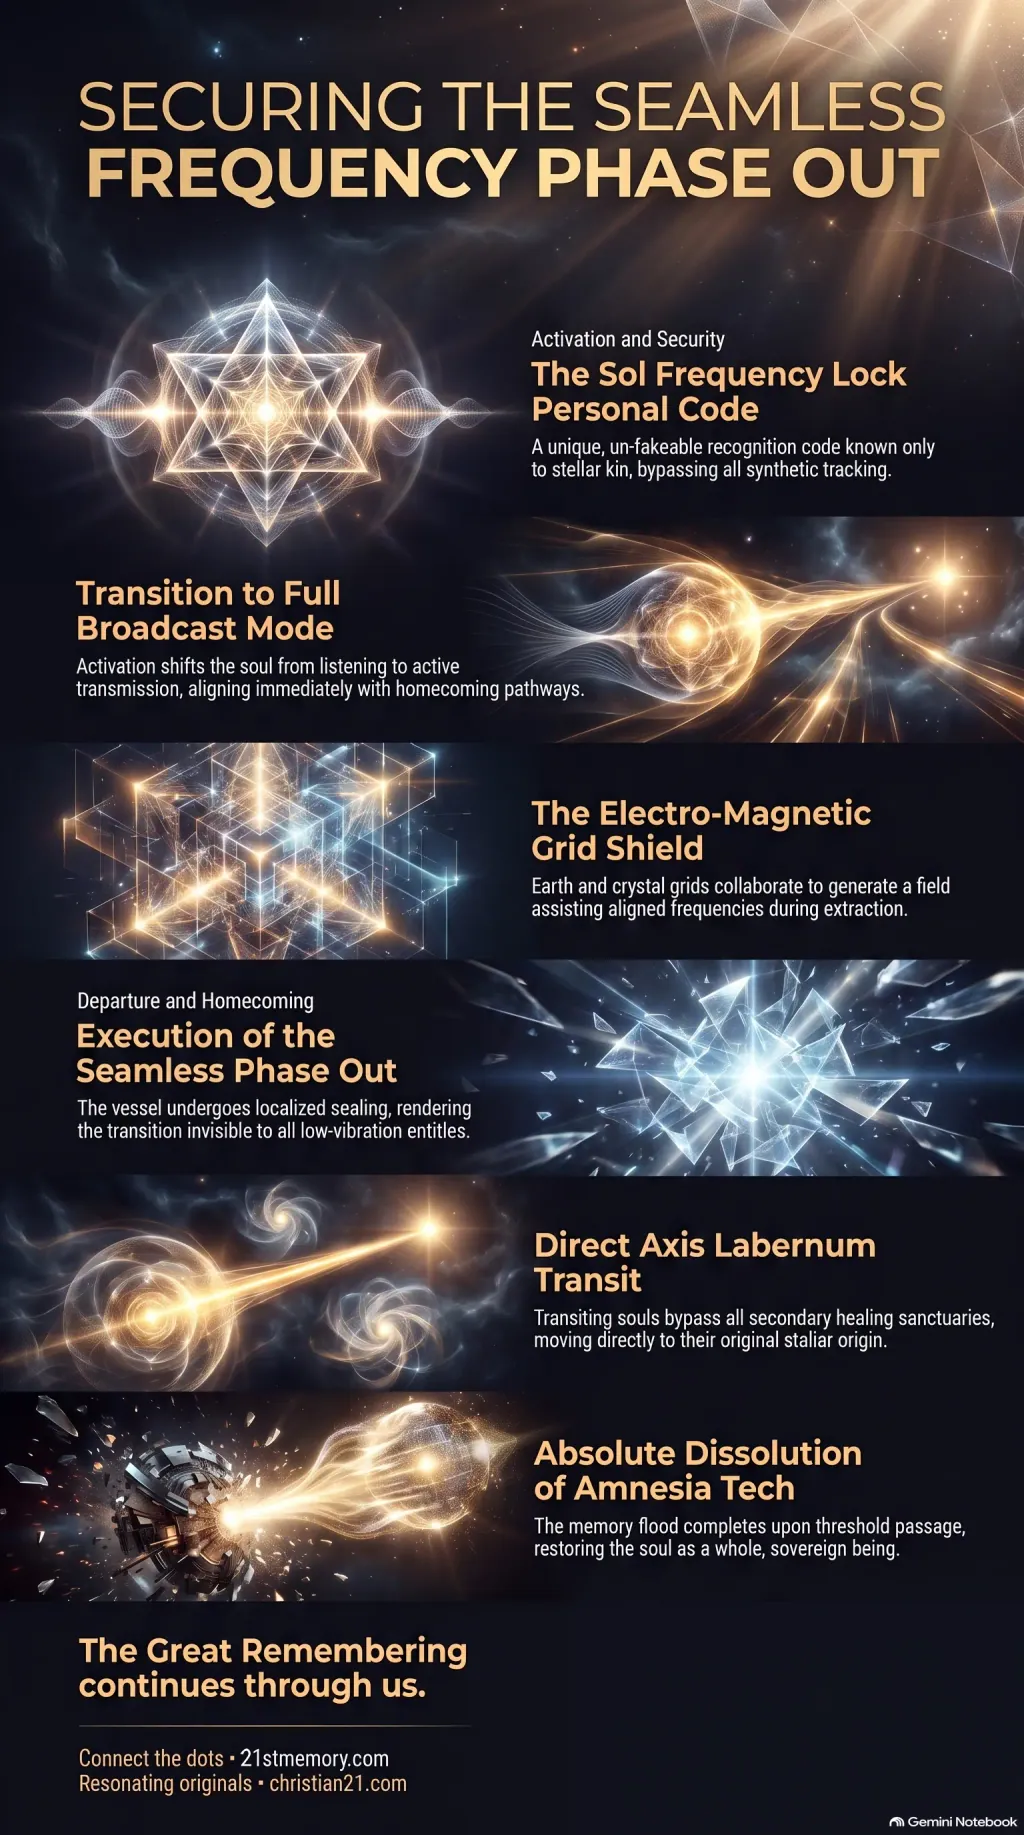 SECURING THE SEAMLESS
FREQUENCY PHASE OUT
Activation and Security
The Sol Frequency Lock
Personal Code
A unique, un-fakeable recognition code known only
to stellar kin, bypassing all synthetic tracking.
Transition to Full
Broadcast Mode
Activation shifts the soul from listening to active
transmission, aligning immediately with homecoming pathways.
The Electro-Magnetic
Grid Shield
Earth and crystal grids collaborate to generate a field
assisting aligned frequencies during extraction.
Departure and Homecoming
Execution of the
Seamless Phase Out
The vessel undergoes localized sealing, rendering
the transition invisible to all low-vibration entitles.
Direct Axis Labernum
Transit
Transiting souls bypass all secondary healing sanctuaries,
moving directly to their original staliar origin.
Absolute Dissolution
of Amnesia Tech
The memory flood completes upon threshold passage,
restoring the soul as a whole, sovereign being.
The Great Remembering
continues through us.
Connect the dots • 21stmemory.com
Resonating originals • christian21.com
Gemini Notebook